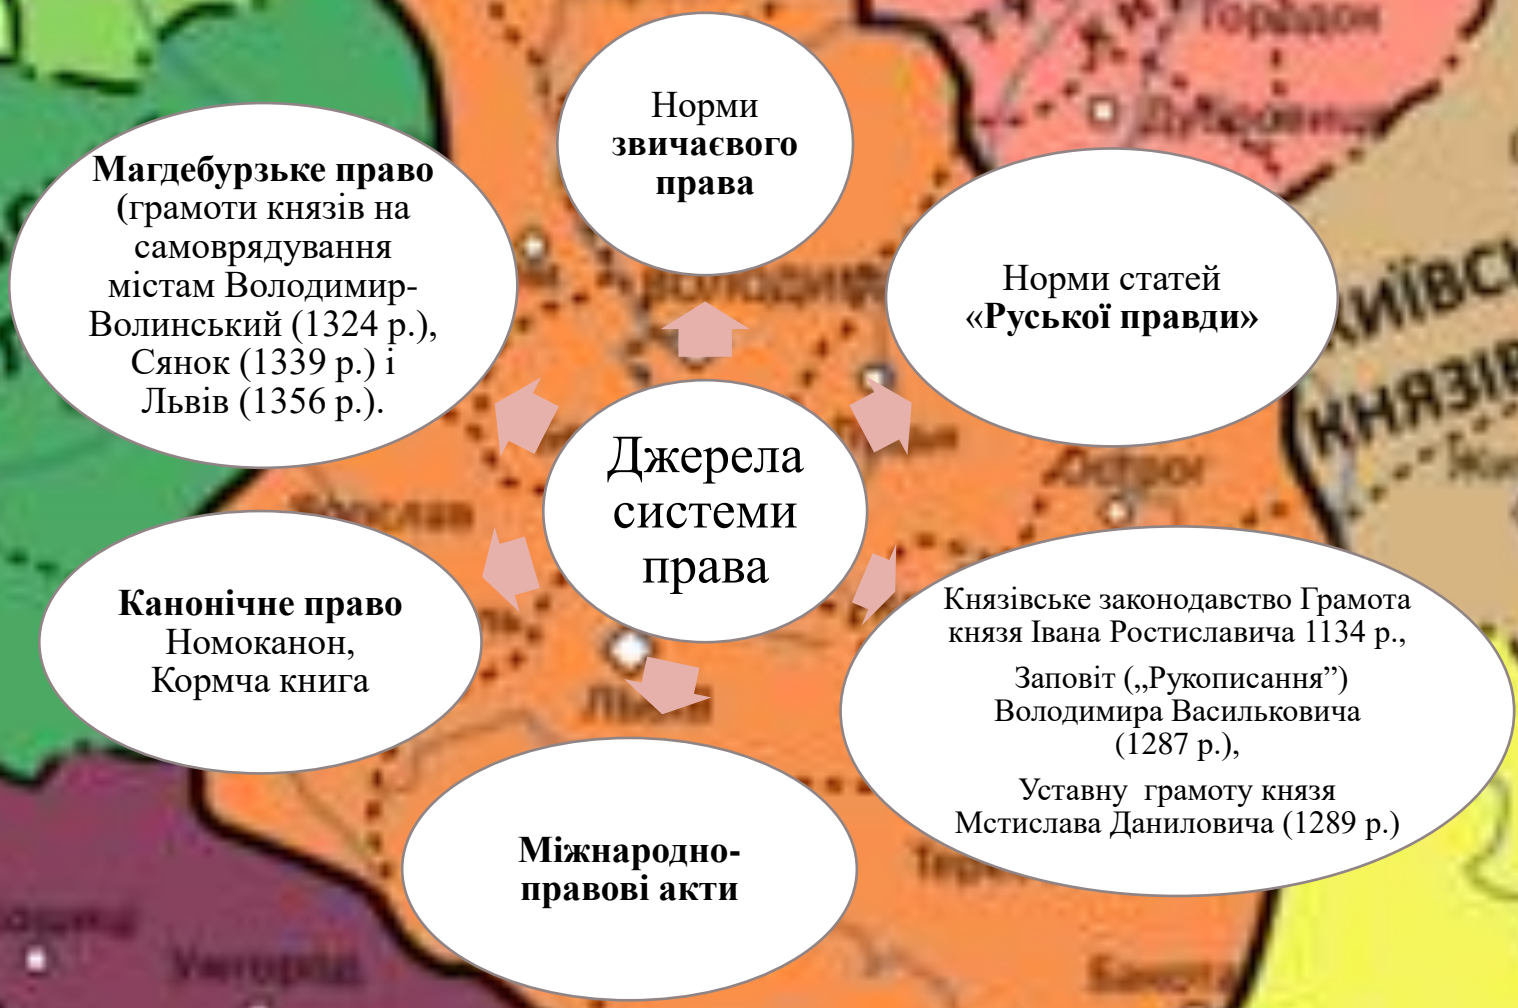 Норми
звичаєвого
права
Норми статей
«Руської правди»
Князівське законодавство Грамота
князя Івана Ростиславича 1134 р.,
Заповіт („Рукописання”)
Володимира Васильковича
(1287 р.),
Уставну грамоту князя
Мстислава Даниловича (1289 р.)
Міжнародно-
правові акти
Канонічне право
Номоканон,
Кормча книга
Магдебурзьке право
(грамоти князів на
самоврядування
містам Володимир-
Волинський (1324 р.),
Сянок (1339 р.) і
Львів (1356 р.).
Джерела
системи
права
Острог
Ужгород